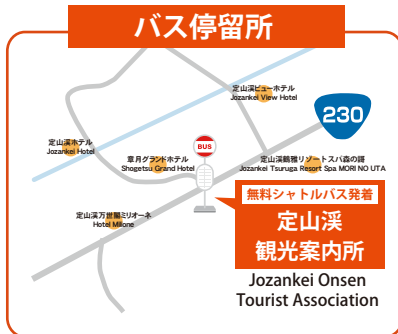 バス停留所
定山渓ビューホテル
Jozankei View Hotel
230
定山渓ホテル
Jozankei Hotel
BUS
章月グランドホテル
Shogetsu Grand Hotel
定山渓鶴雅リゾートスパ森の謌
Jozankei Tsuruga Resort Spa MORI NO UTA
無料シャトルバス発着
定山渓
観光案内所
定山渓万世閣ミリオーネ
Hotel Milione
Jozankei Onsen
Tourist Association